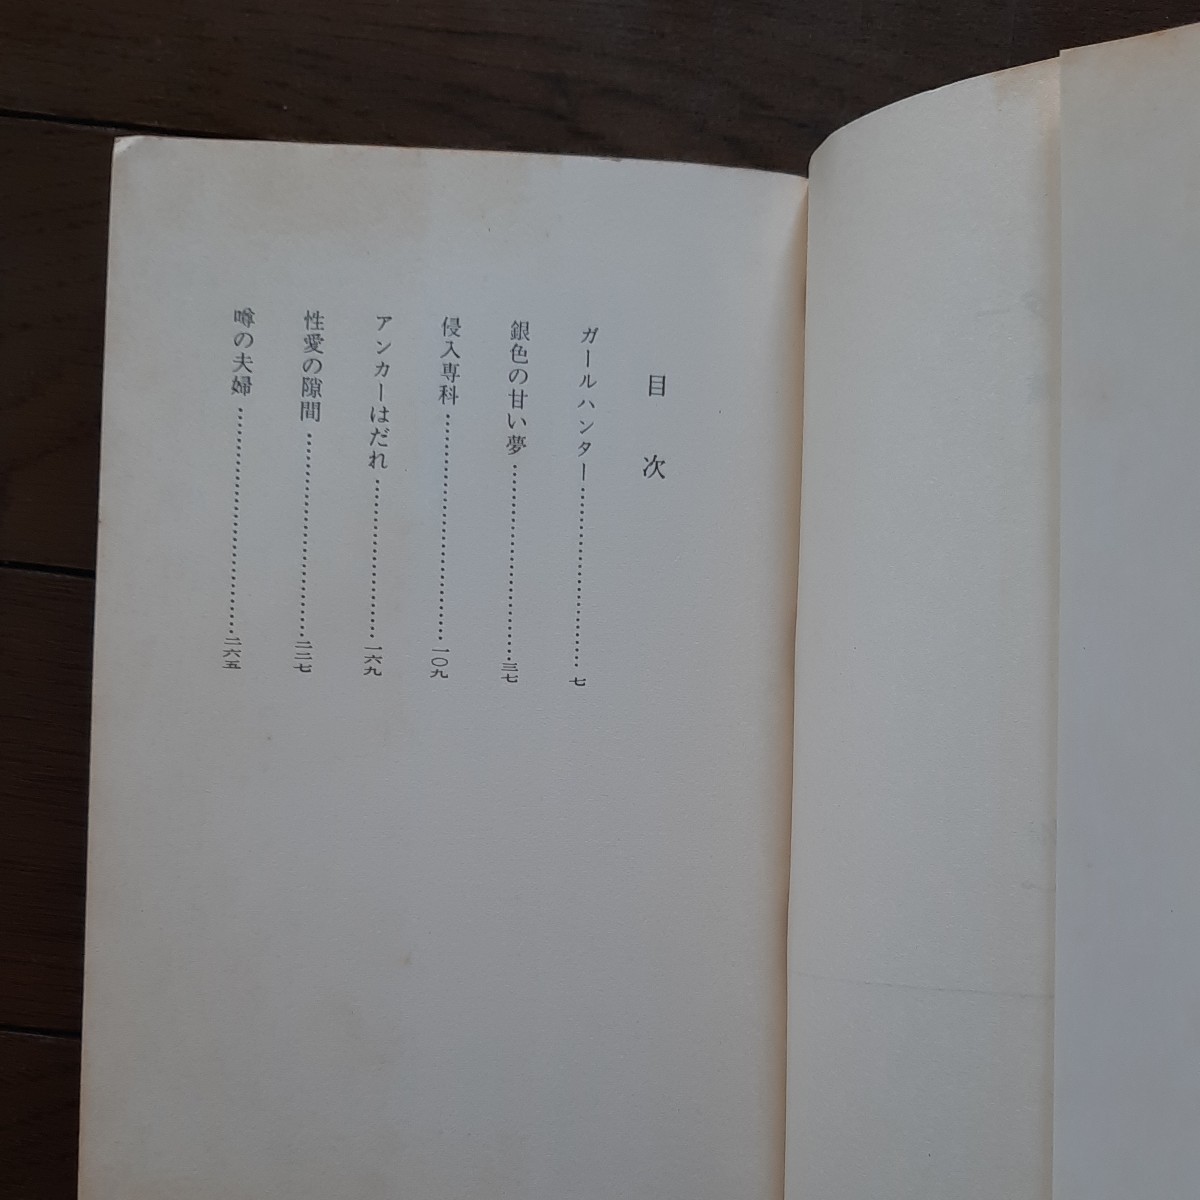 目次
ガールハンター……………………七
銀色の甘い夢……………………三七
侵入専科……………………一〇九
アンカーはだれ……………………一六九
性愛の隙間……………………二二七
噂の夫婦……………………二六五